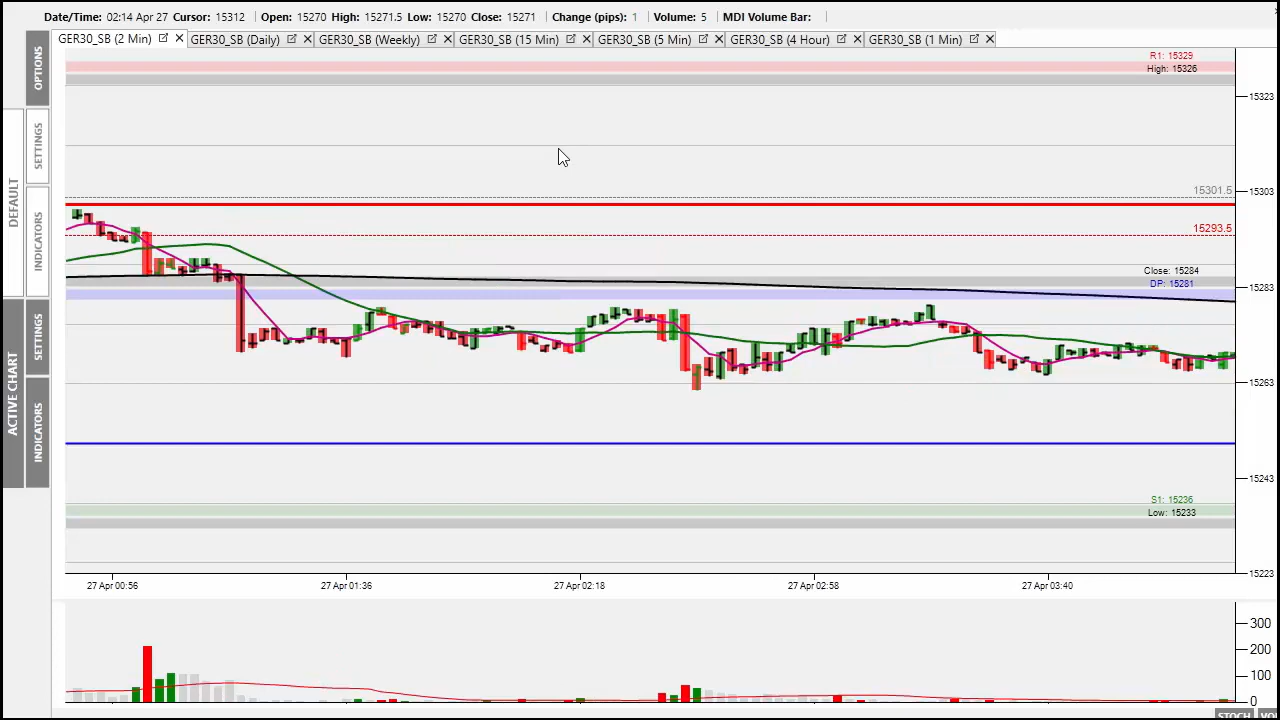 Date/Time: 02:14 Apr 27 Cursor: 15312 Open: 15270 High: 15271.5 Low: 15270 Close: 15271 Change (pips): 1 Volume: 5 MDI Volume Bar:
GER30_SB (2 Min) GER30_SB (Daily) GER30_SB (Weekly) GER30_SB (15 Min) GER30_SB (5 Min) GER30_SB (4 Hour) GER30_SB (1 Min)
OPTIONS
SETTINGS
DEFAULT
INDICATORS
SETTINGS
ACTIVE CHART
INDICATORS
R1: 15329
High: 15326
15323
15301.5
15303
15293.5
Close: 15284
DP: 15281
15283
15263
15243
S1: 15236
Low: 15233
15223
27 Apr 00:56 27 Apr 01:36 27 Apr 02:18 27 Apr 02:58 27 Apr 03:40
300
200
100
0